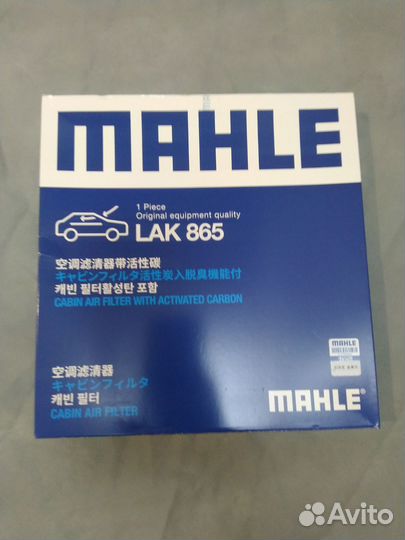 MAHLE
1 Piece
Original equipment quality
LAK 865
空调滤清器带活性碳
キャビンフィルタ活性炭入脱臭機能付
캐빈 필터활성탄 포함
CABIN AIR FILTER WITH ACTIVATED CARBON
MAHLE
空调滤清器
キャビンフィルタ
캐빈 필터
CABIN AIR FILTER
MAHLE®
Avito